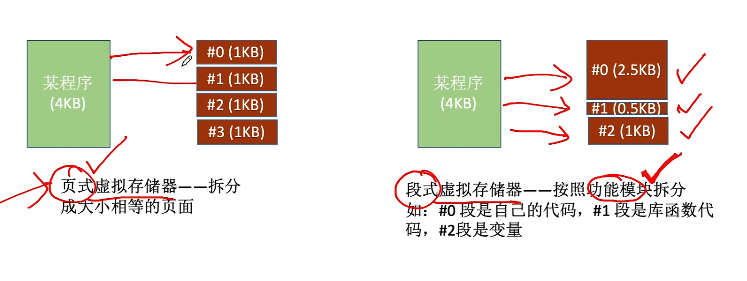 某程序
(4KB)
#0 (1KB)
#1 (1KB)
#2 (1KB)
#3 (1KB)
页式虚拟存储器——拆分
成大小相等的页面
某程序
(4KB)
#0 (2.5KB)
#1 (0.5KB)
#2 (1KB)
段式虚拟存储器——按照功能模块拆分
如：#0 段是自己的代码，#1 段是库函数代
码，#2段是变量